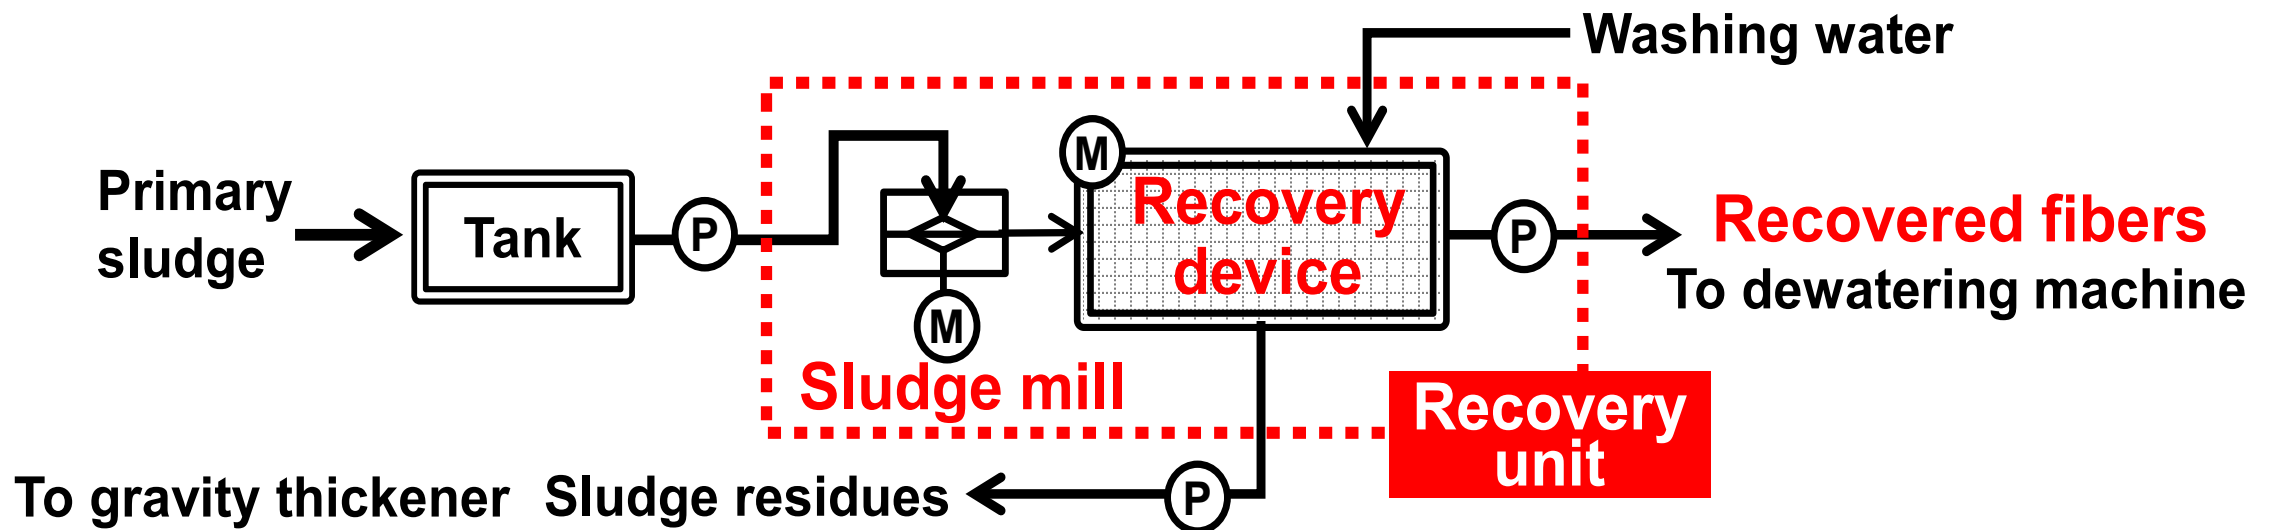 Washing water
Primary
sludge
Tank
P
M
Recovery
device
M
P
Recovered fibers
To dewatering machine
Sludge mill
Recovery
unit
To gravity thickener
Sludge residues
P